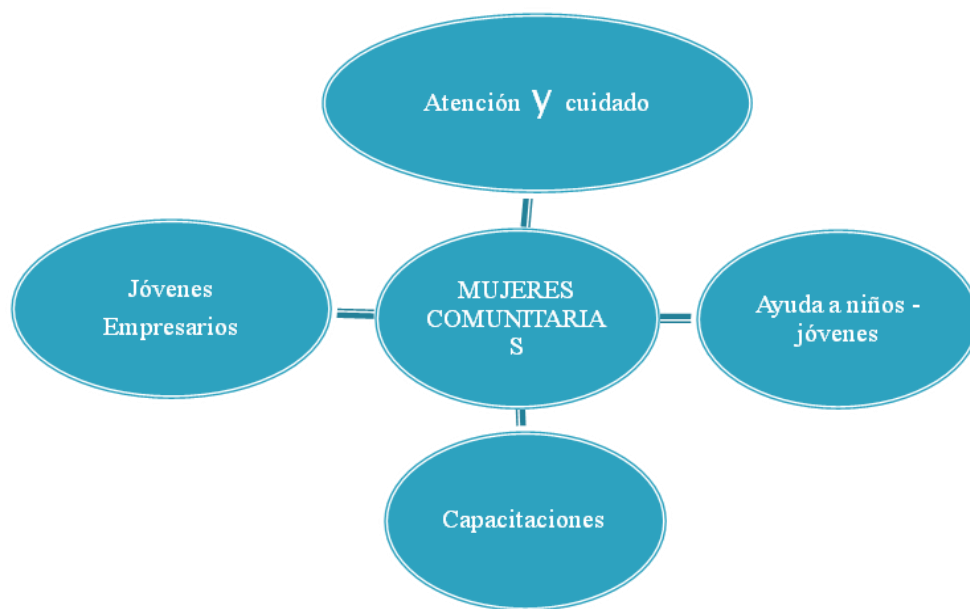 Atención y cuidado
Jóvenes
Empresarios
MUJERES
COMUNITARIA
S
Ayuda a niños -
jóvenes
Capacitaciones